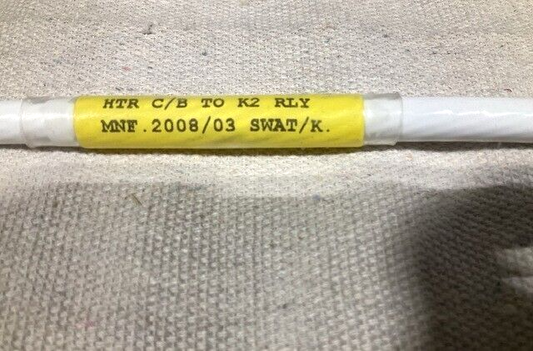 HTR C/B TO K2 RLY
MNF.2008/03 SWAT/K.